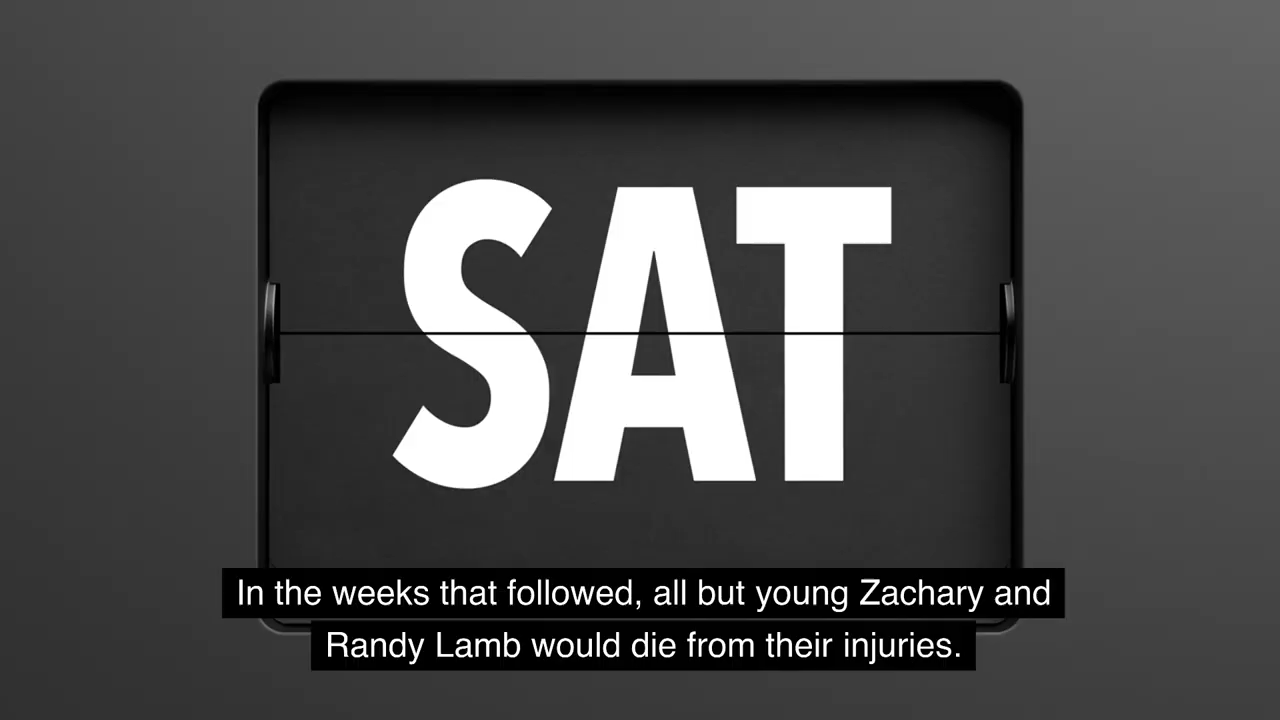 SAT
In the weeks that followed, all but young Zachary and
Randy Lamb would die from their injuries.